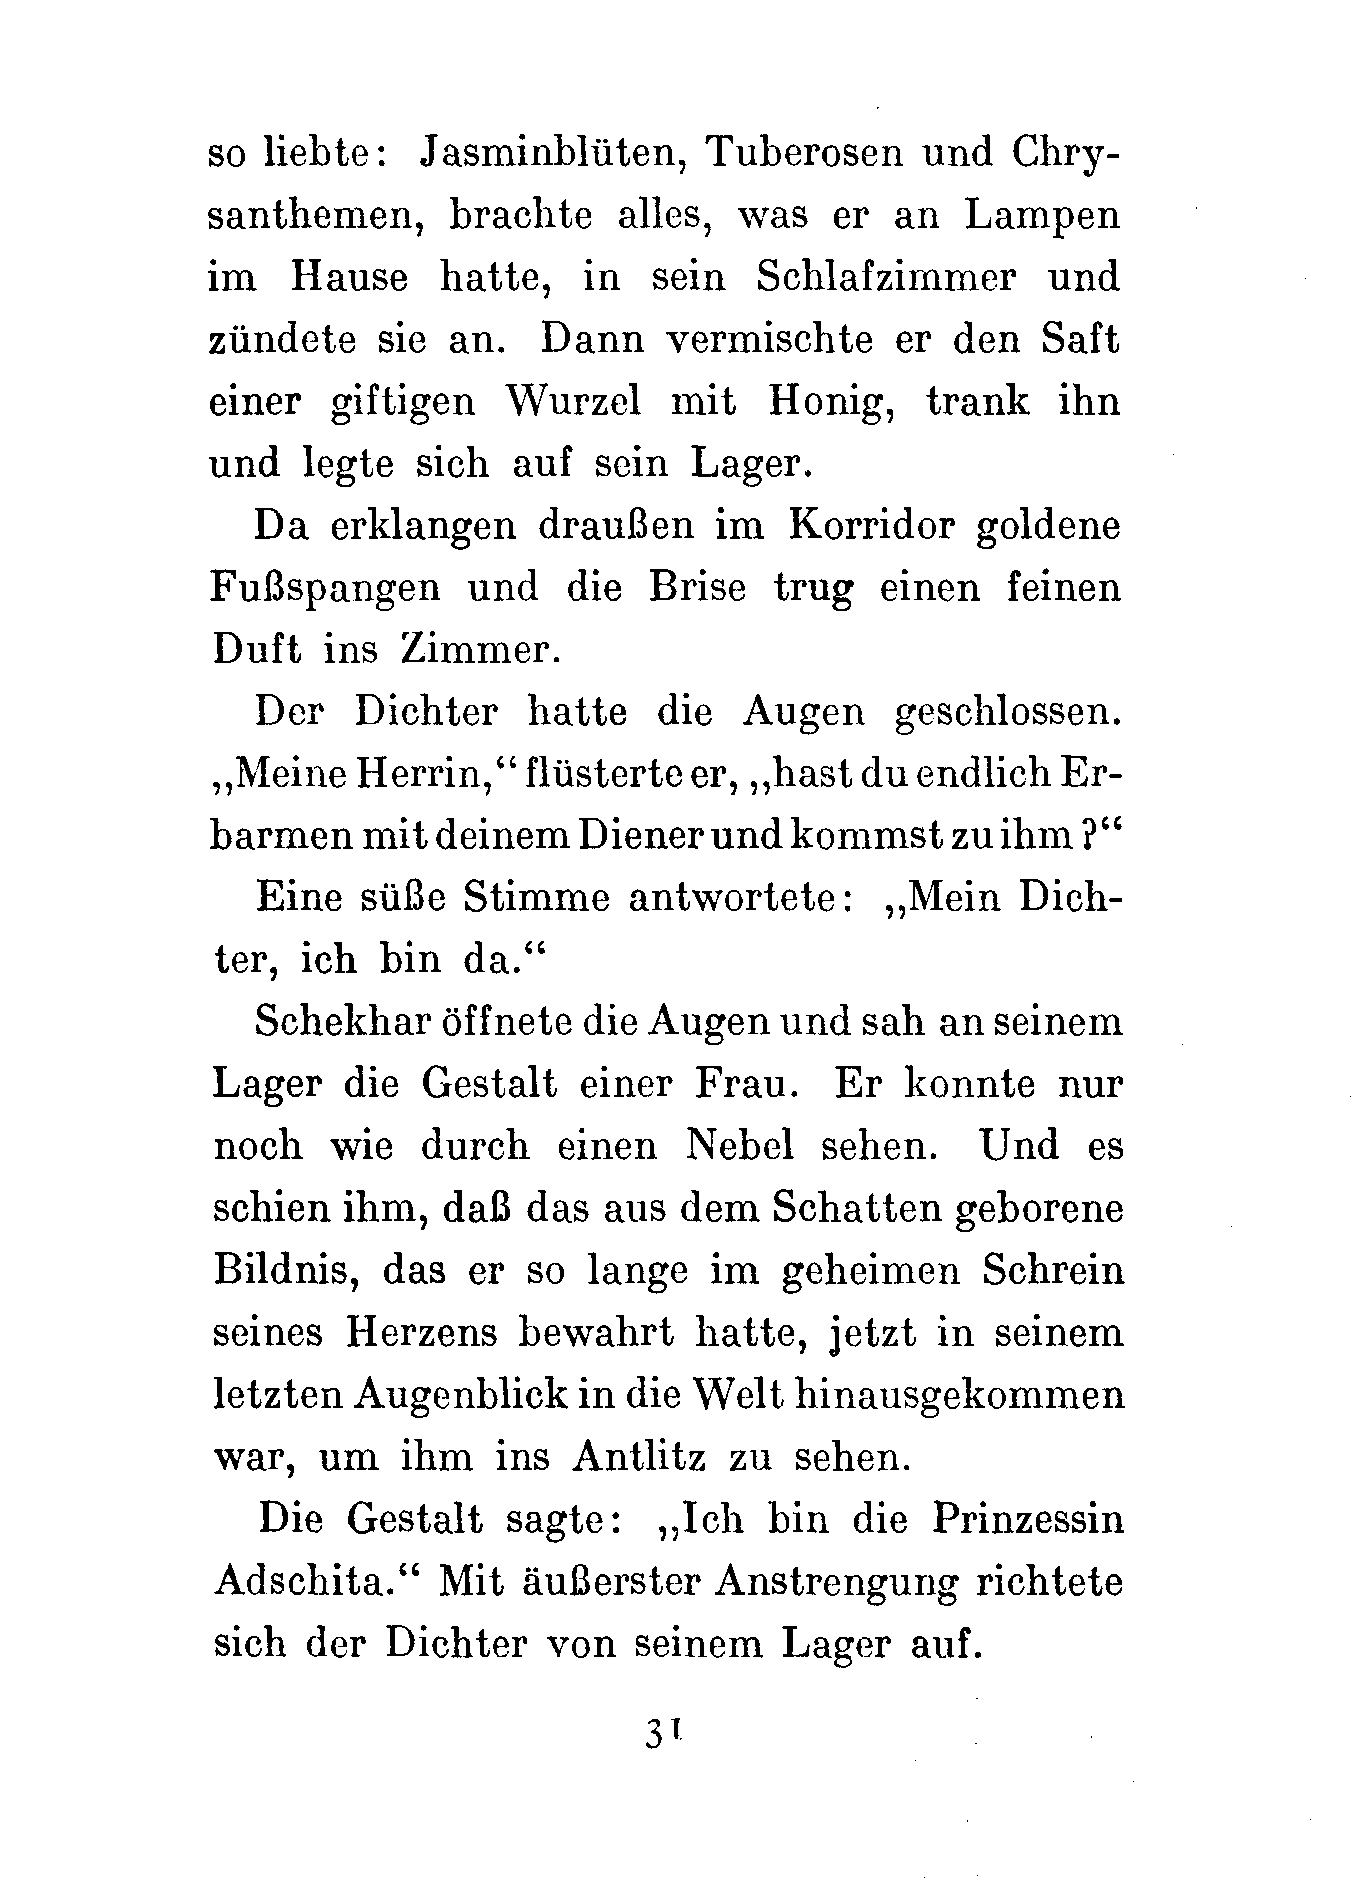 so liebte: Jasminblüten, Tuberosen und Chry-
santhemen, brachte alles, was er an Lampen
im Hause hatte, in sein Schlafzimmer und
zündete sie an. Dann vermischte er den Saft
einer giftigen Wurzel mit Honig, trank ihn
und legte sich auf sein Lager.
Da erklangen draußen im Korridor goldene
Fußspangen und die Brise trug einen feinen
Duft ins Zimmer.
Der Dichter hatte die Augen geschlossen.
„Meine Herrin,“ flüsterte er, „hast du endlich Er-
barmen mit deinem Diener und kommst zu ihm?“
Eine süße Stimme antwortete: „Mein Dich-
ter, ich bin da.“
Schekhar öffnete die Augen und sah an seinem
Lager die Gestalt einer Frau. Er konnte nur
noch wie durch einen Nebel sehen. Und es
schien ihm, daß das aus dem Schatten geborene
Bildnis, das er so lange im geheimen Schrein
seines Herzens bewahrt hatte, jetzt in seinem
letzten Augenblick in die Welt hinausgekommen
war, um ihm ins Antlitz zu sehen.
Die Gestalt sagte: „Ich bin die Prinzessin
Adschita.“ Mit äußerster Anstrengung richtete
sich der Dichter von seinem Lager auf.
31